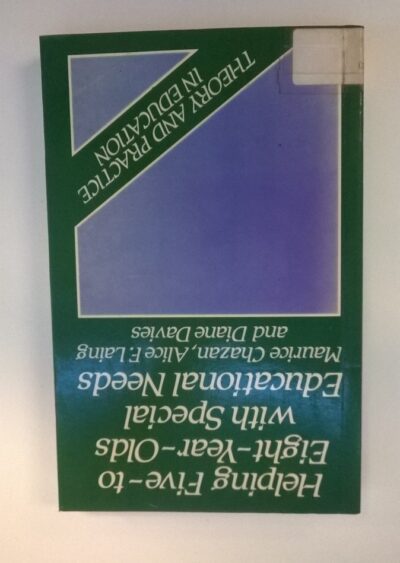 Helping Five-to
Eight-Year-Olds
with Special
Educational Needs
Maurice Chazan, Alice F. Laing
and Diane Davies
THEORY AND PRACTICE
IN EDUCATION